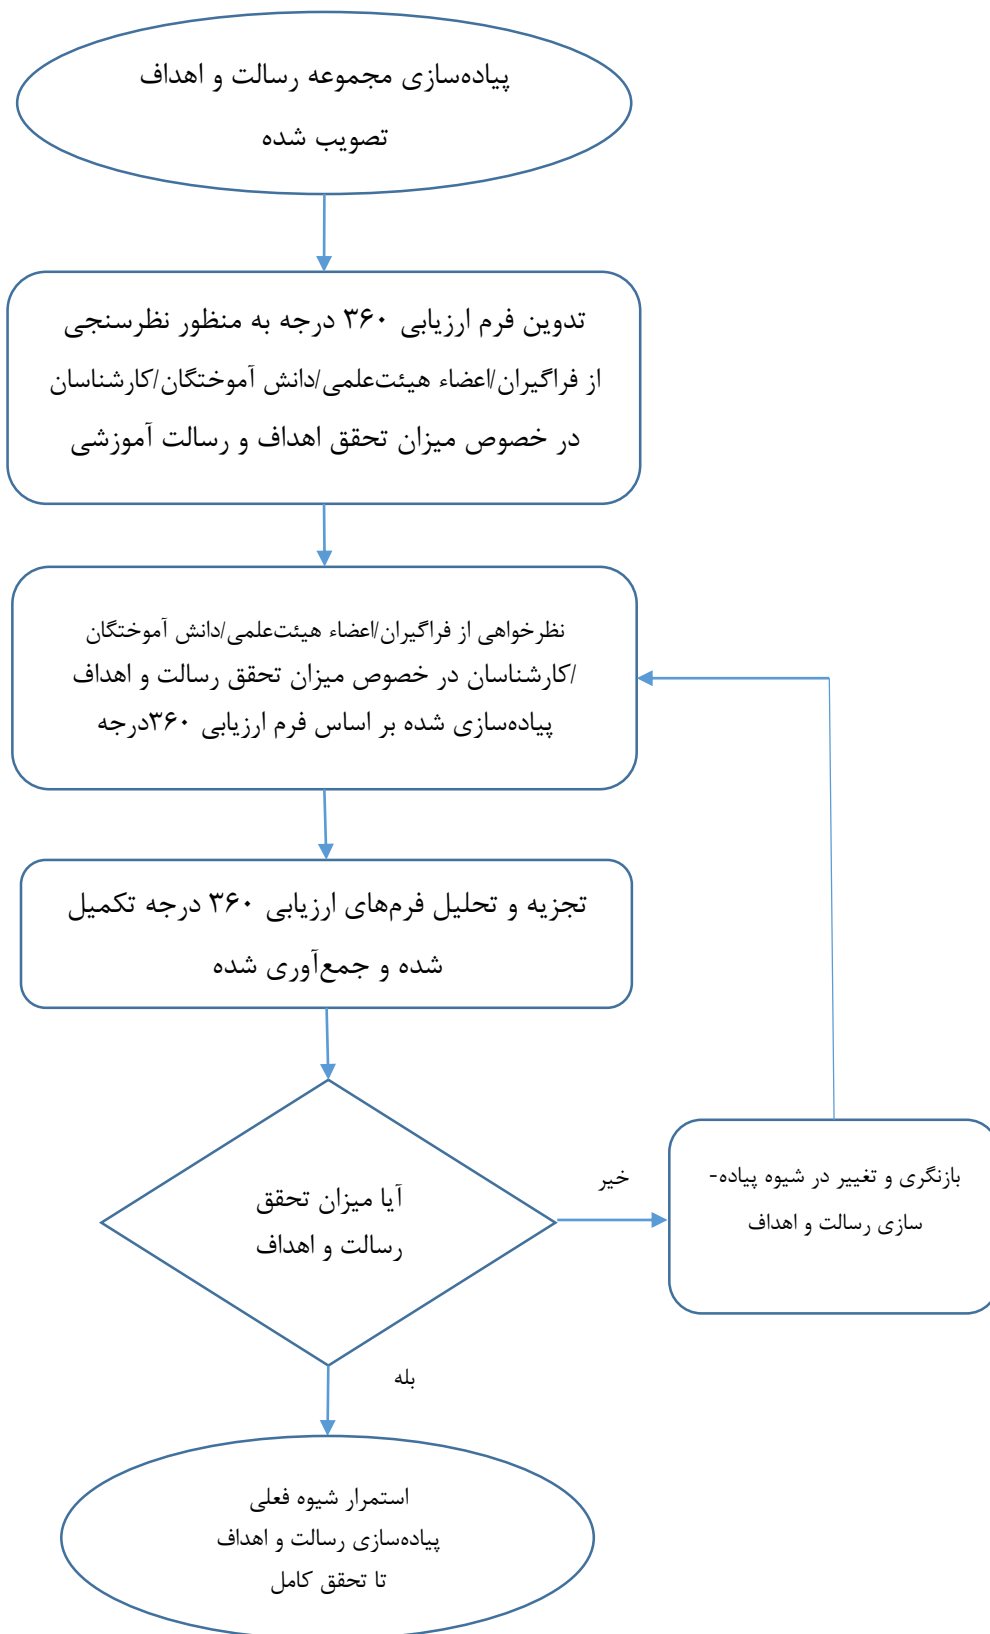 پیاده‌سازی مجموعه رسالت و اهداف
تصویب شده
تدوین فرم ارزیابی ۳۶۰ درجه به منظور نظرسنجی
از فراگیران/اعضاء هیئت‌علمی/دانش آموختگان/کارشناسان
در خصوص میزان تحقق اهداف و رسالت آموزشی
نظرخواهی از فراگیران/اعضاء هیئت‌علمی/دانش آموختگان
/کارشناسان در خصوص میزان تحقق رسالت و اهداف
پیاده‌سازی شده بر اساس فرم ارزیابی ۳۶۰درجه
تجزیه و تحلیل فرم‌های ارزیابی ۳۶۰ درجه تکمیل
شده و جمع‌آوری شده
آیا میزان تحقق
رسالت و اهداف
خیر
بازنگری و تغییر در شیوه پیاده-
سازی رسالت و اهداف
بله
استمرار شیوه فعلی
پیاده‌سازی رسالت و اهداف
تا تحقق کامل